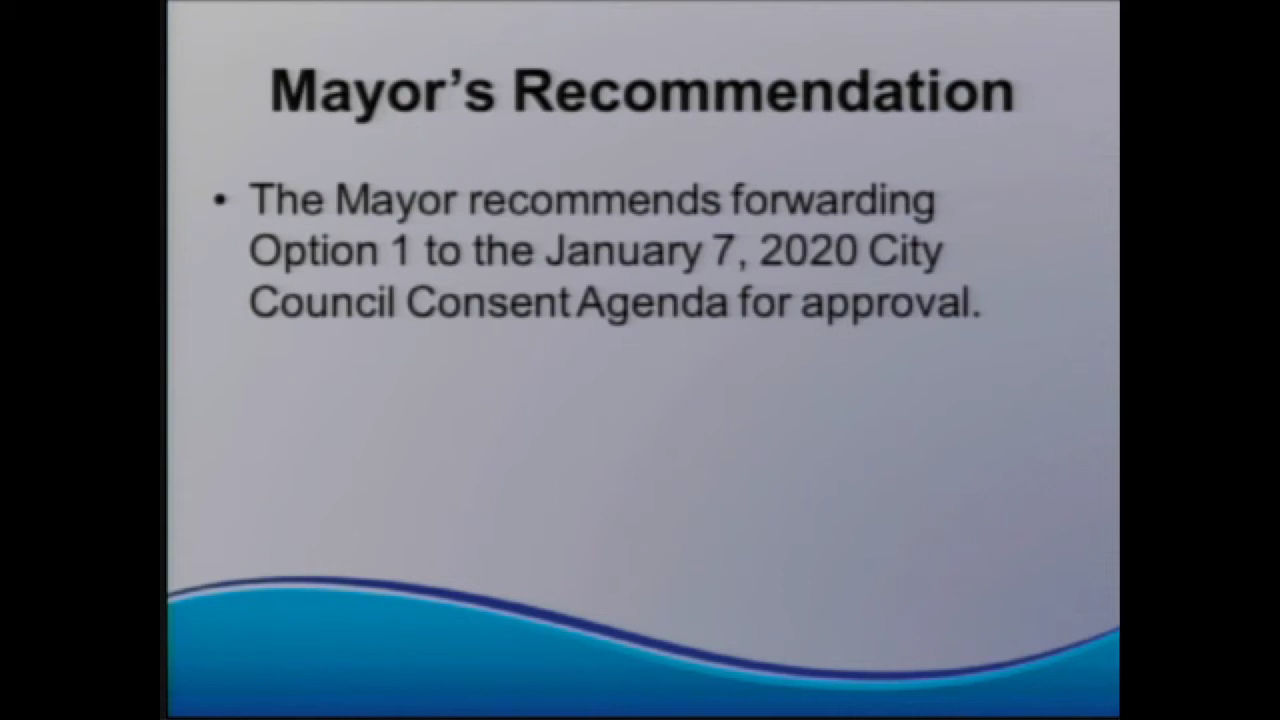 Mayor's Recommendation
• The Mayor recommends forwarding
Option 1 to the January 7, 2020 City
Council Consent Agenda for approval.